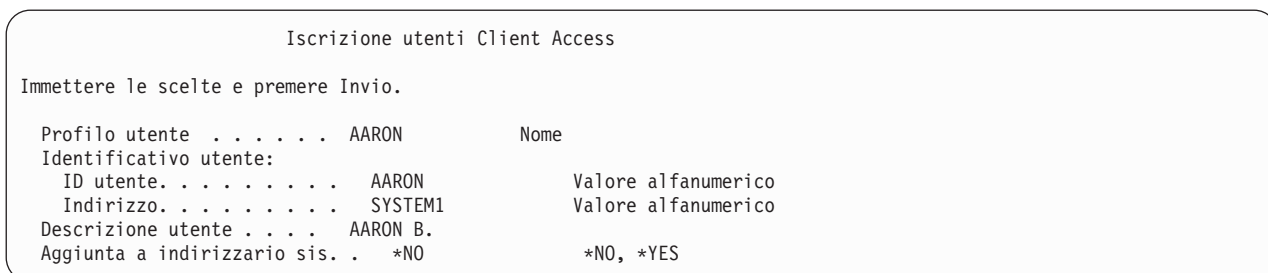 Iscrizione utenti Client Access
Immettere le scelte e premere Invio.
Profilo utente . . . . . . AARON Nome
Identificativo utente:
ID utente. . . . . . . . . AARON Valore alfanumerico
Indirizzo. . . . . . . . . SYSTEM1 Valore alfanumerico
Descrizione utente . . . . AARON B.
Aggiunta a indirizzario sis. . *NO *NO, *YES